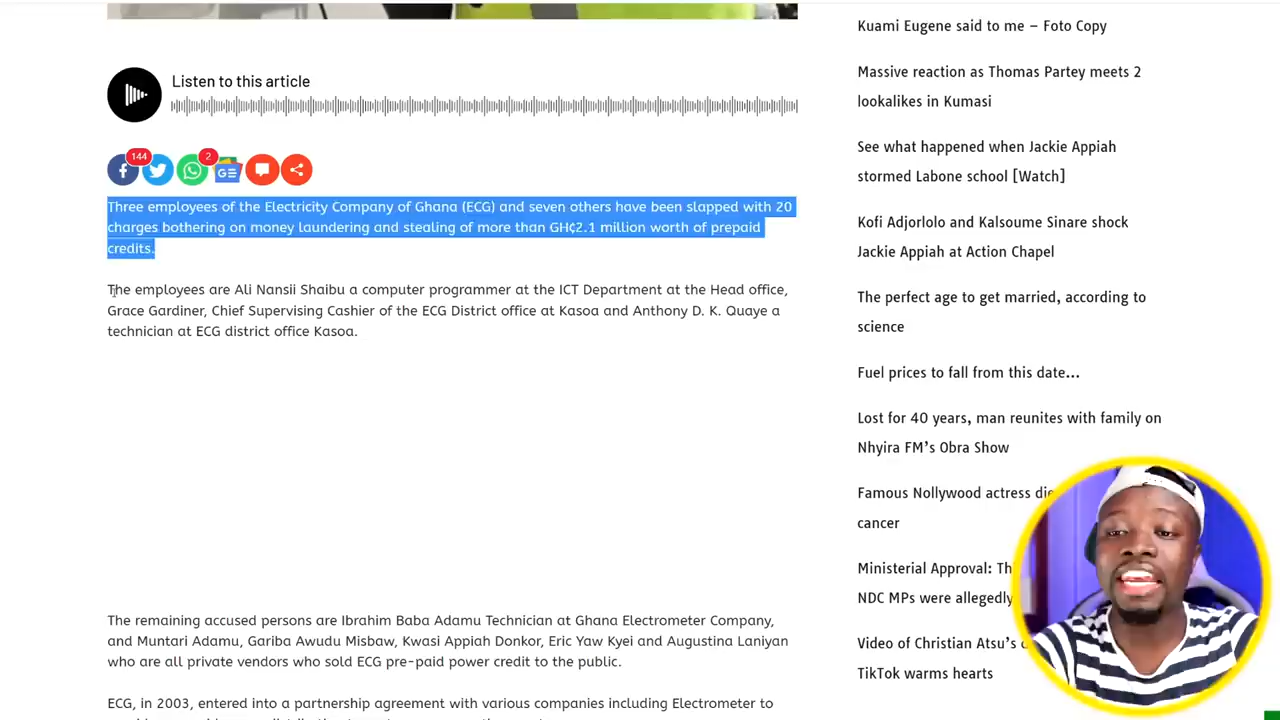 Listen to this article
144
2
Three employees of the Electricity Company of Ghana (ECG) and seven others have been slapped with 20
charges bothering on money laundering and stealing of more than GH₵2.1 million worth of prepaid
credits.
The employees are Ali Nansii Shaibu a computer programmer at the ICT Department at the Head office,
Grace Gardiner, Chief Supervising Cashier of the ECG District office at Kasoa and Anthony D. K. Quaye a
technician at ECG district office Kasoa.
The remaining accused persons are Ibrahim Baba Adamu Technician at Ghana Electrometer Company,
and Muntari Adamu, Gariba Awudu Misbaw, Kwasi Appiah Donkor, Eric Yaw Kyei and Augustina Laniyan
who are all private vendors who sold ECG pre-paid power credit to the public.
ECG, in 2003, entered into a partnership agreement with various companies including Electrometer to
Kuami Eugene said to me – Foto Copy
Massive reaction as Thomas Partey meets 2
lookalikes in Kumasi
See what happened when Jackie Appiah
stormed Labone school [Watch]
Kofi Adjorlolo and Kalsoume Sinare shock
Jackie Appiah at Action Chapel
The perfect age to get married, according to
science
Fuel prices to fall from this date...
Lost for 40 years, man reunites with family on
Nhyira FM's Obra Show
Famous Nollywood actress
cancer
Ministerial Approval:
NDC MPs were allegedly
Video of Christian Atsu's
TikTok warms hearts